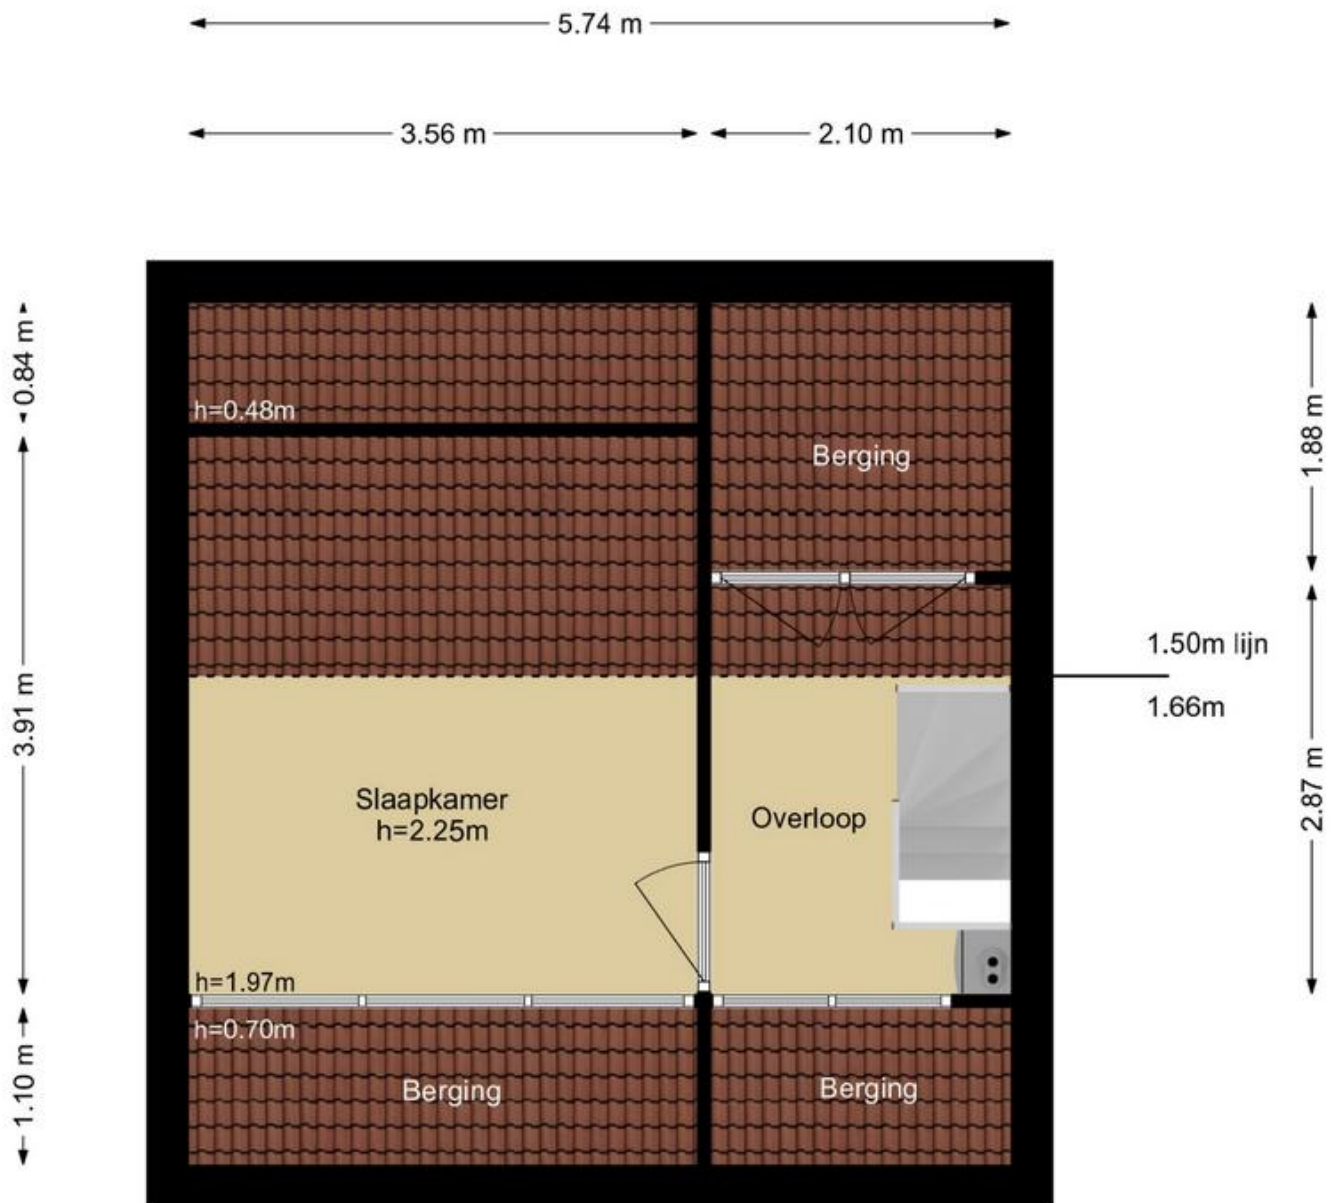 5.74 m
3.56 m
2.10 m
0.84 m
h=0.48m
Berging
1.88 m
1.50m lijn
1.66m
3.91 m
Slaapkamer
h=2.25m
Overloop
2.87 m
h=1.97m
h=0.70m
1.10 m
Berging
Berging